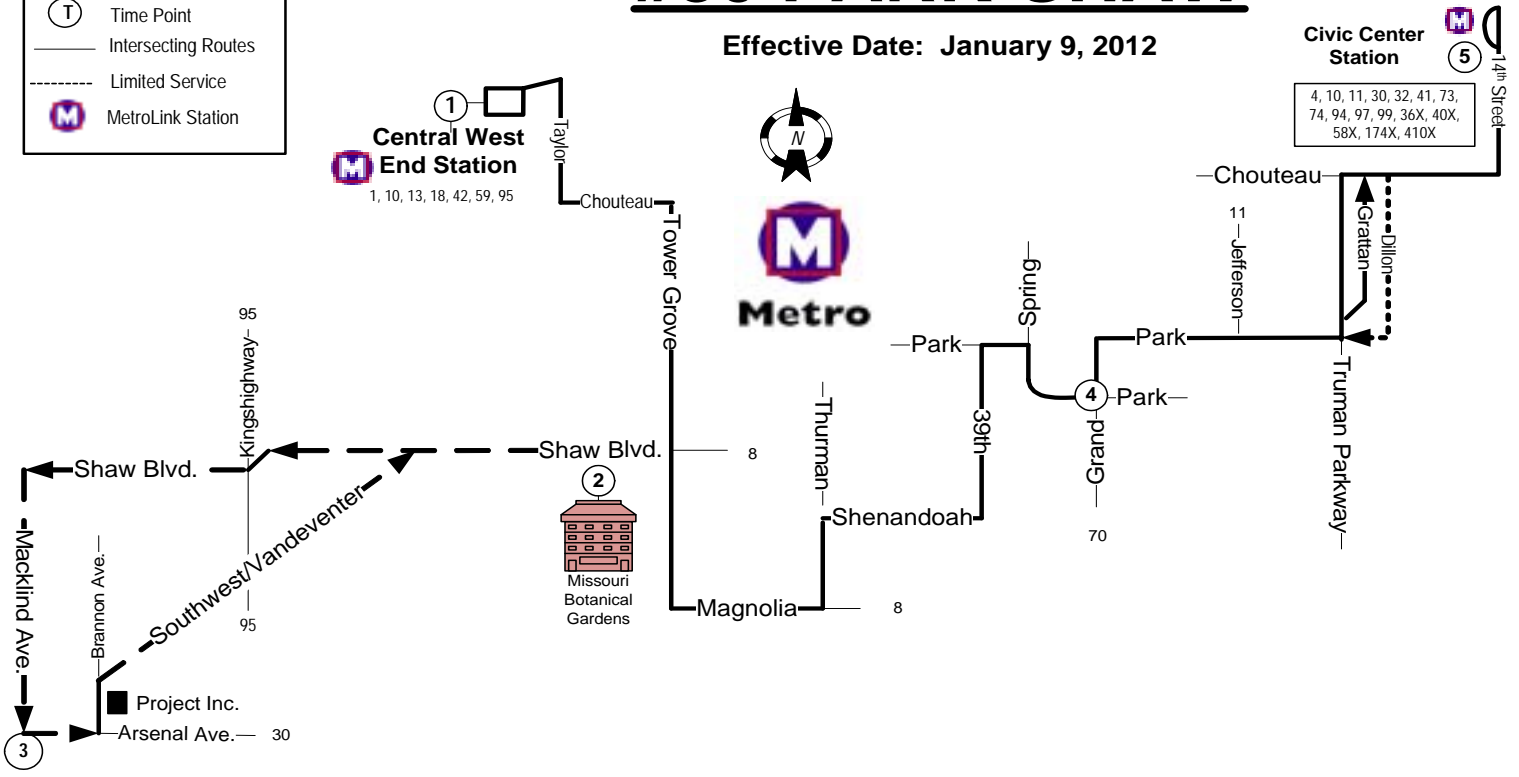 Effective Date: January 9, 2012
T Time Point
Intersecting Routes
Limited Service
M MetroLink Station
Civic Center
Station
M
5
14th Street
4, 10, 11, 30, 32, 41, 73,
74, 94, 97, 99, 36X, 40X,
58X, 174X, 410X
1
Central West
M End Station
1, 10, 13, 18, 42, 59, 95
Taylor
Chouteau
Tower Grove
N
M
Metro
Chouteau
Grattan
Dillon
11
Jefferson
Spring
Park
Park
4
Park
39th
Grand
70
Truman Parkway
95
Kingshighway
95
Shaw Blvd.
Shaw Blvd.
8
2
Missouri
Botanical
Gardens
Thurman
Shenandoah
Magnolia
8
Macklind Ave.
Brannon Ave.
Southwest/Vandeventer
Project Inc.
Arsenal Ave.
30
3